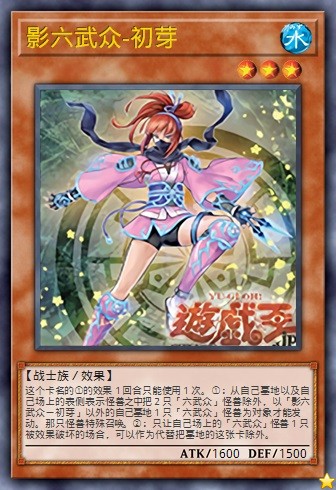 影六武众-初芽
水
【战士族／效果】
这个卡名的①的效果１回合只能使用１次。①：从自己墓地以及自
己场上的表侧表示怪兽之中把２只「六武众」怪兽除外，以「影六
武众－初芽」以外的自己墓地１只「六武众」怪兽为对象才能发
动。那只怪兽特殊召唤。②：只让自己场上的「六武众」怪兽１只
被效果破坏的场合，可以作为代替把墓地的这张卡除外。
YU-GI-OH!
遊戯王
JP
ATK/1600 DEF/1500